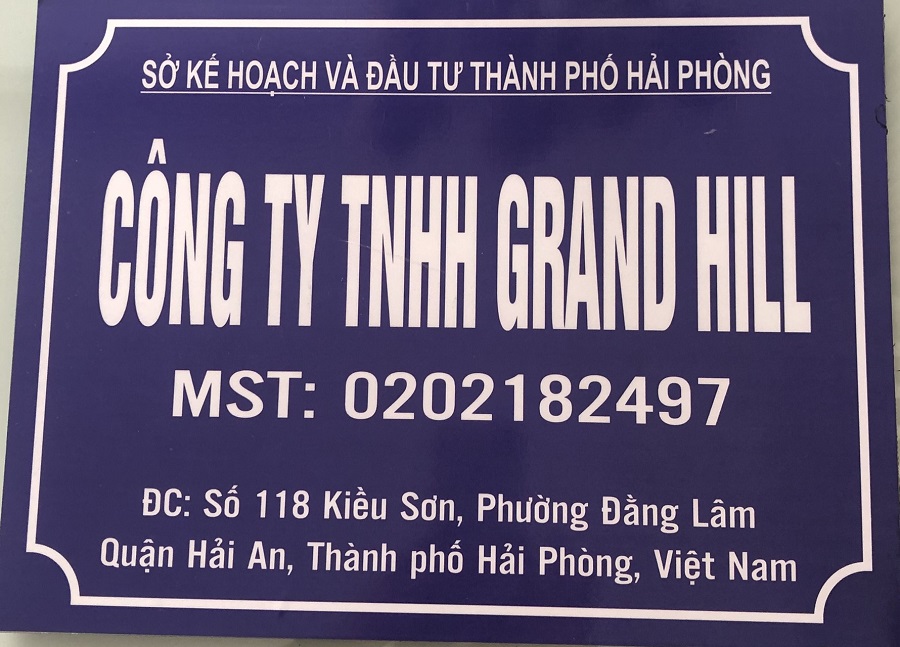 SỞ KẾ HOẠCH VÀ ĐẦU TƯ THÀNH PHỐ HẢI PHÒNG
CÔNG TY TNHH GRAND HILL
MST: 0202182497
ĐC: Số 118 Kiều Sơn, Phường Đằng Lâm
Quận Hải An, Thành phố Hải Phòng, Việt Nam